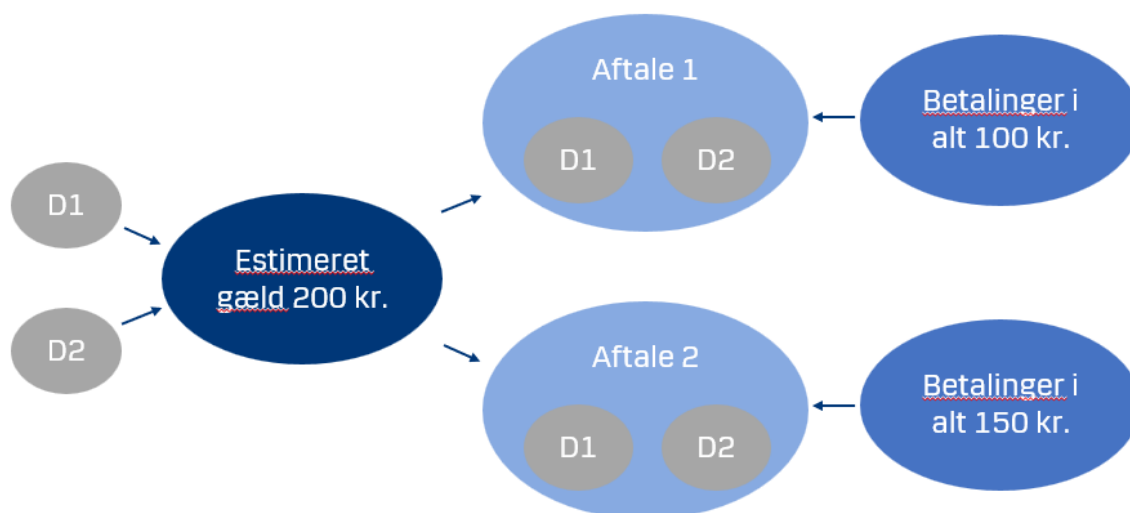 D1
D2
Estimeret
gæld 200 kr.
Aftale 1
D1
D2
Betalinger i
alt 100 kr.
Aftale 2
D1
D2
Betalinger i
alt 150 kr.